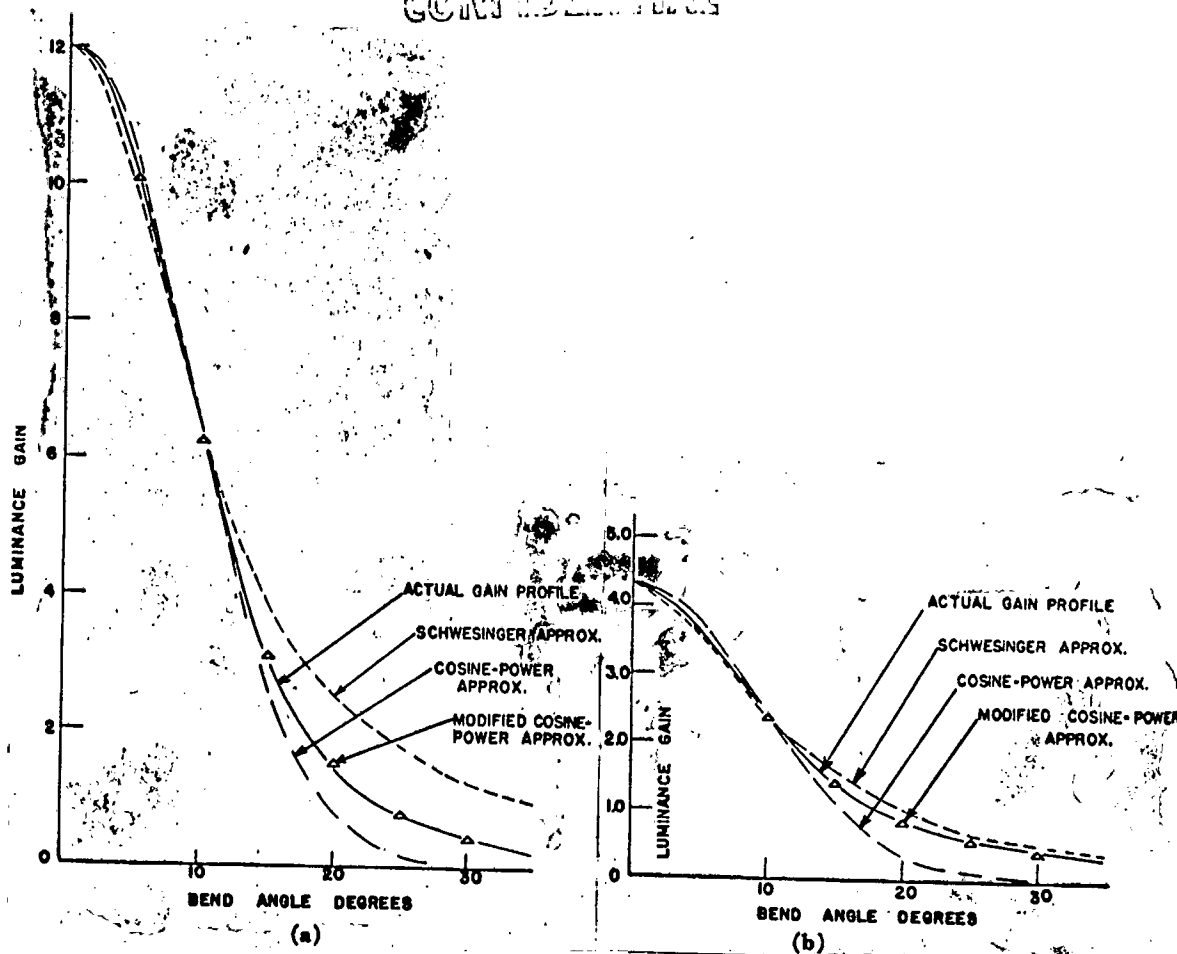 12
10
8
6
4
2
0
10
20
30
LUMINANCE GAIN
BEND ANGLE DEGREES
(a)
ACTUAL GAIN PROFILE
SCHWESINGER APPROX.
COSINE-POWER
APPROX.
MODIFIED COSINE-
POWER APPROX.
5.0
4.0
3.0
2.0
1.0
0
10
20
30
LUMINANCE GAIN
BEND ANGLE DEGREES
(b)
ACTUAL GAIN PROFILE
SCHWESINGER APPROX.
COSINE-POWER APPROX.
MODIFIED COSINE-POWER
APPROX.